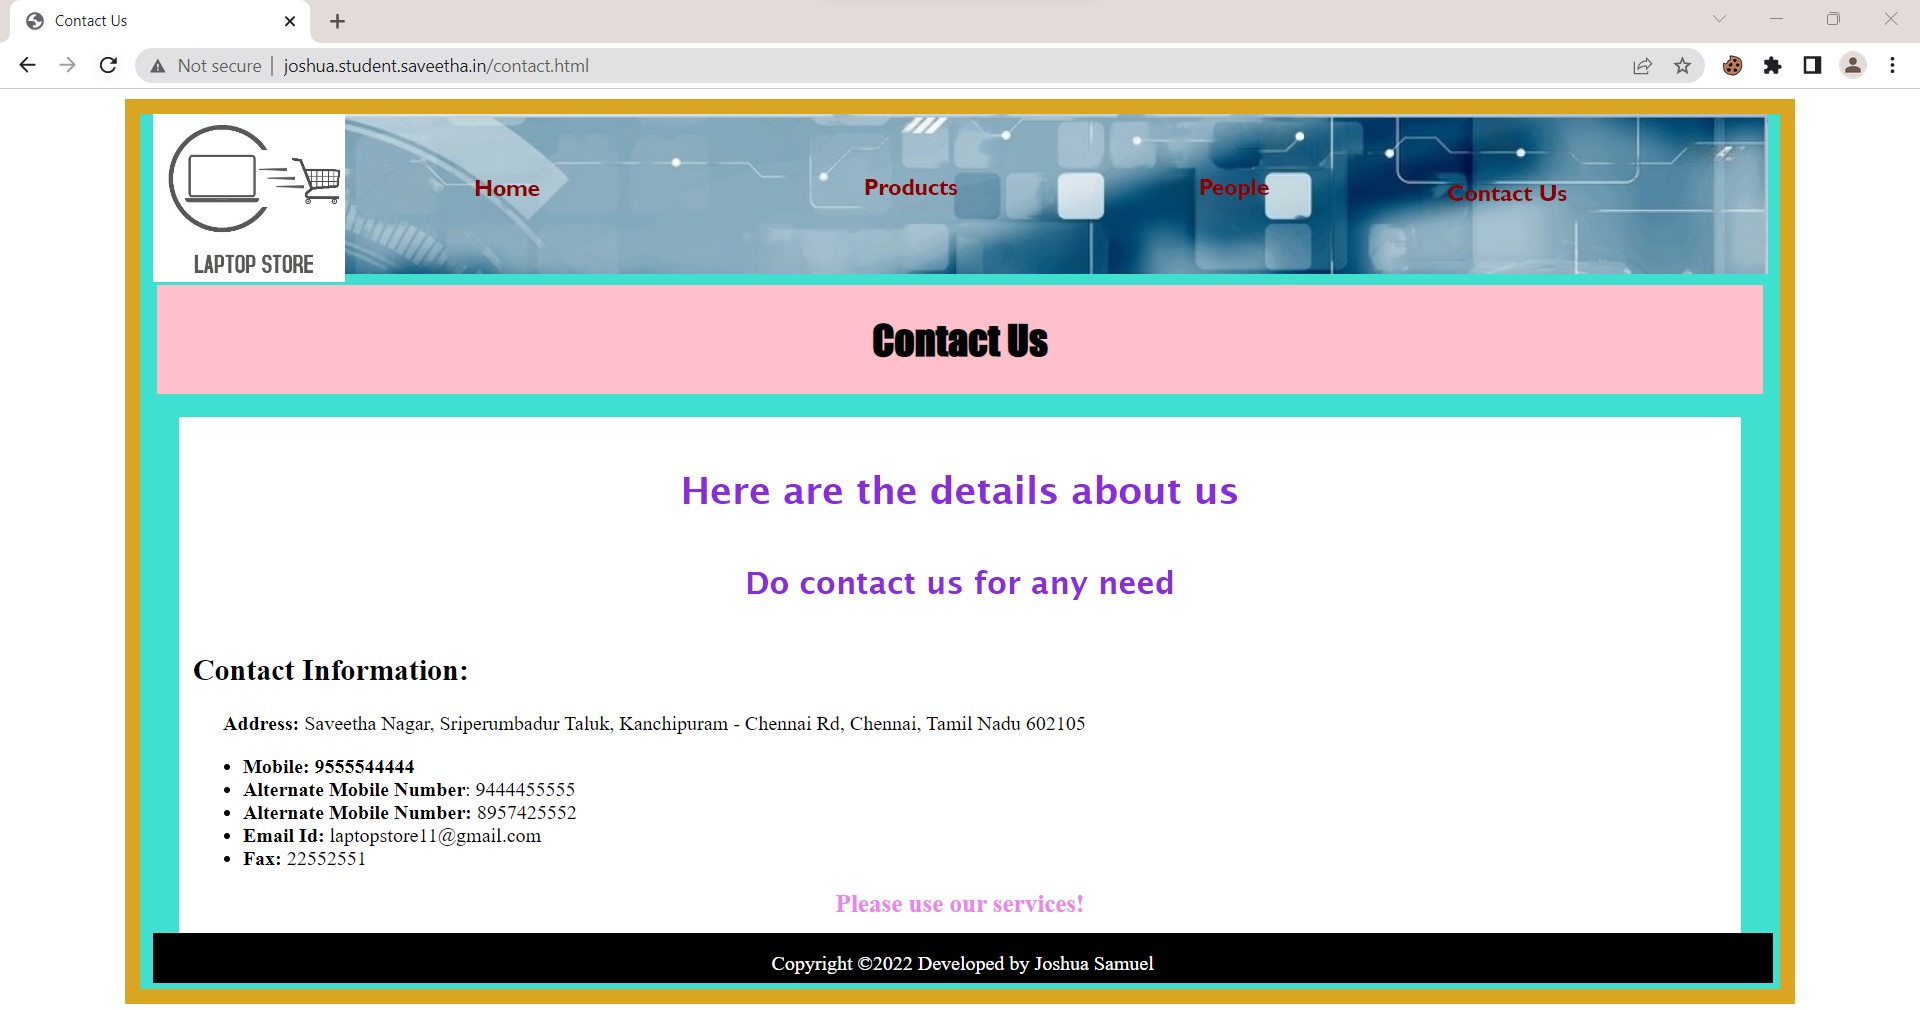 Contact Us
Not secure | joshua.student.saveetha.in/contact.html
Home Products People Contact Us
LAPTOP STORE
Contact Us
Here are the details about us
Do contact us for any need
Contact Information:
Address: Saveetha Nagar, Sriperumbadur Taluk, Kanchipuram - Chennai Rd, Chennai, Tamil Nadu 602105
• Mobile: 9555544444
• Alternate Mobile Number: 9444455555
• Alternate Mobile Number: 8957425552
• Email Id: laptopstore11@gmail.com
• Fax: 22552551
Please use our services!
Copyright ©2022 Developed by Joshua Samuel